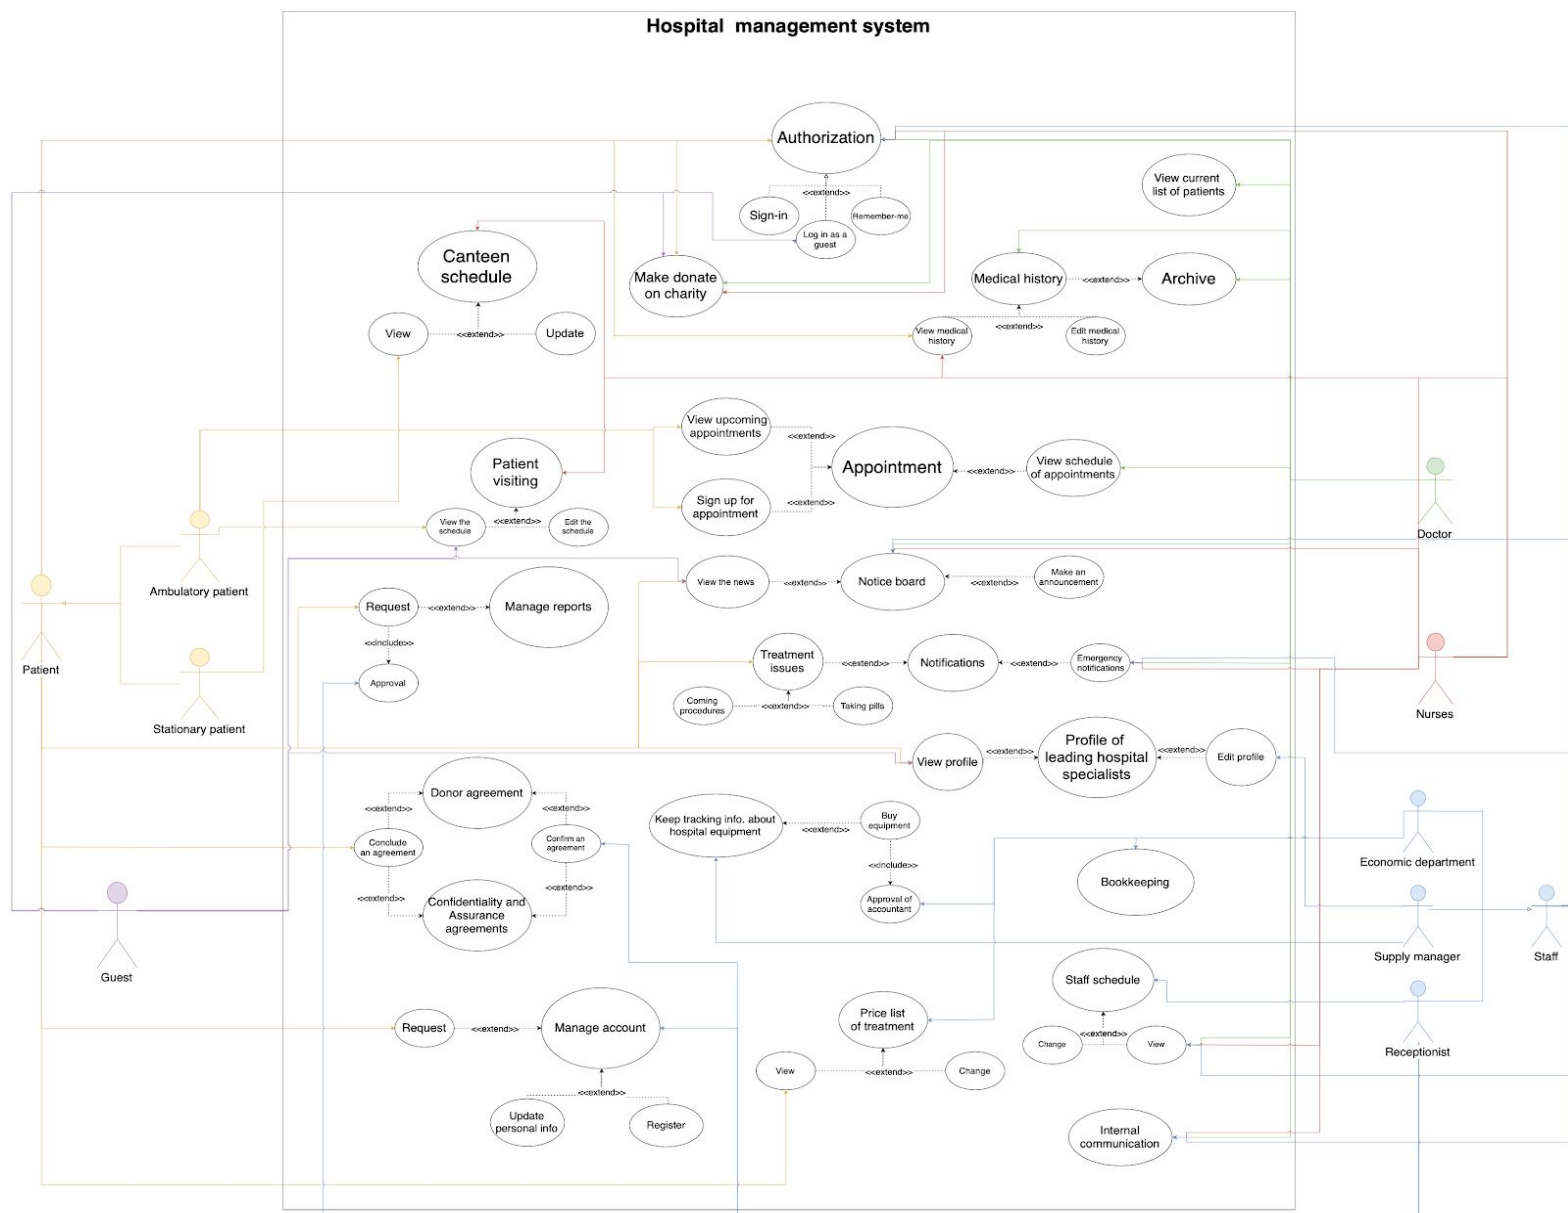 Hospital  management system
Authorization
<<extend>>
Sign-in
Remember-me
Log in as a
guest
View current
list of patients
Canteen
schedule
View
<<extend>>
Update
Make donate
on charity
Medical history
<<extend>>
Archive
View medical
history
<<extend>>
Edit medical
history
View upcoming
appointments
<<extend>>
Appointment
<<extend>>
View schedule
of appointments
Sign up for
appointment
<<extend>>
Patient
visiting
View the
schedule
<<extend>>
Edit the
schedule
Doctor
Ambulatory patient
View the news
<<extend>>
Notice board
<<extend>>
Make an
announcement
Request
<<extend>>
Manage reports
<<include>>
Approval
Patient
Stationary patient
Treatment
issues
<<extend>>
Notifications
<<extend>>
Emergency
notifications
Coming
procedures
<<extend>>
Taking pills
Nurses
View profile
<<extend>>
Profile of
leading hospital
specialists
<<extend>>
Edit profile
Donor agreement
<<extend>>
<<extend>>
Conclude
an agreement
Confirm an
agreement
<<extend>>
<<extend>>
Confidentiality and
Assurance
agreements
Keep tracking info. about
hospital equipment
<<extend>>
Buy
equipment
<<include>>
Approval of
accountant
Bookkeeping
Economic department
Guest
Supply manager
Staff
Staff schedule
Change
<<extend>>
View
Receptionist
Request
<<extend>>
Manage account
<<extend>>
Update
personal info
Register
Price list
of treatment
View
<<extend>>
Change
Internal
communication